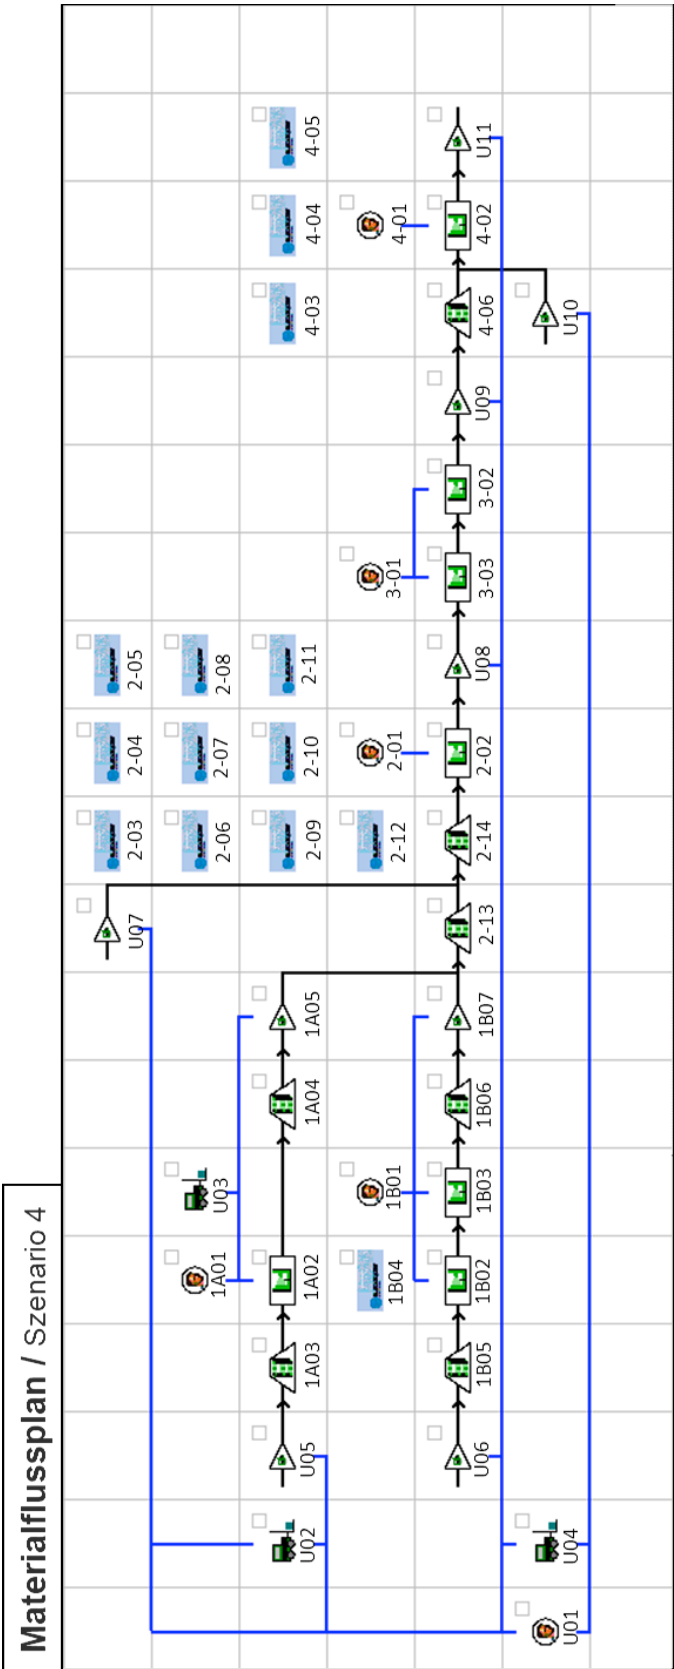 Materialflussplan / Szenario 4
U07 2-03 2-04 2-05
1A01 U03 2-06 2-07 2-08
U02 U05 1A03 1A02 1A04 1A05 2-09 2-10 2-11 4-03 4-04 4-05
1B04 1B01 2-12 2-01 3-01 4-01
U06 1B05 1B02 1B03 1B06 1B07 2-13 2-14 2-02 U08 3-03 3-02 U09 4-06 4-02 U11
U01 U04 U10